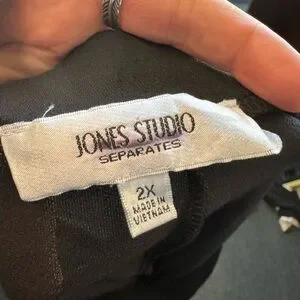 JONES STUDIO
SEPARATES
2X
MADE IN
VIETNAM